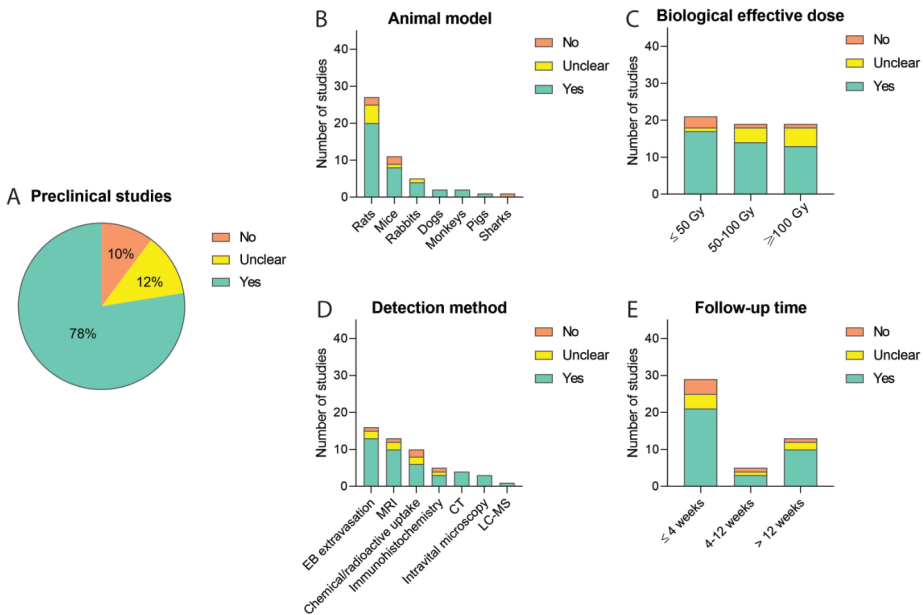 A Preclinical studies
10%
12%
78%
No
Unclear
Yes
B Animal model
Number of studies
40
30
20
10
0
Rats
Mice
Rabbits
Dogs
Monkeys
Pigs
Sharks
No
Unclear
Yes
C Biological effective dose
Number of studies
40
30
20
10
0
≤ 50 Gy
50-100 Gy
⩾100 Gy
No
Unclear
Yes
D Detection method
Number of studies
40
30
20
10
0
EB extravasation
MRI
Chemical/radioactive uptake
Immunohistochemistry
CT
Intravital microscopy
LC-MS
No
Unclear
Yes
E Follow-up time
Number of studies
40
30
20
10
0
≤ 4 weeks
4-12 weeks
> 12 weeks
No
Unclear
Yes